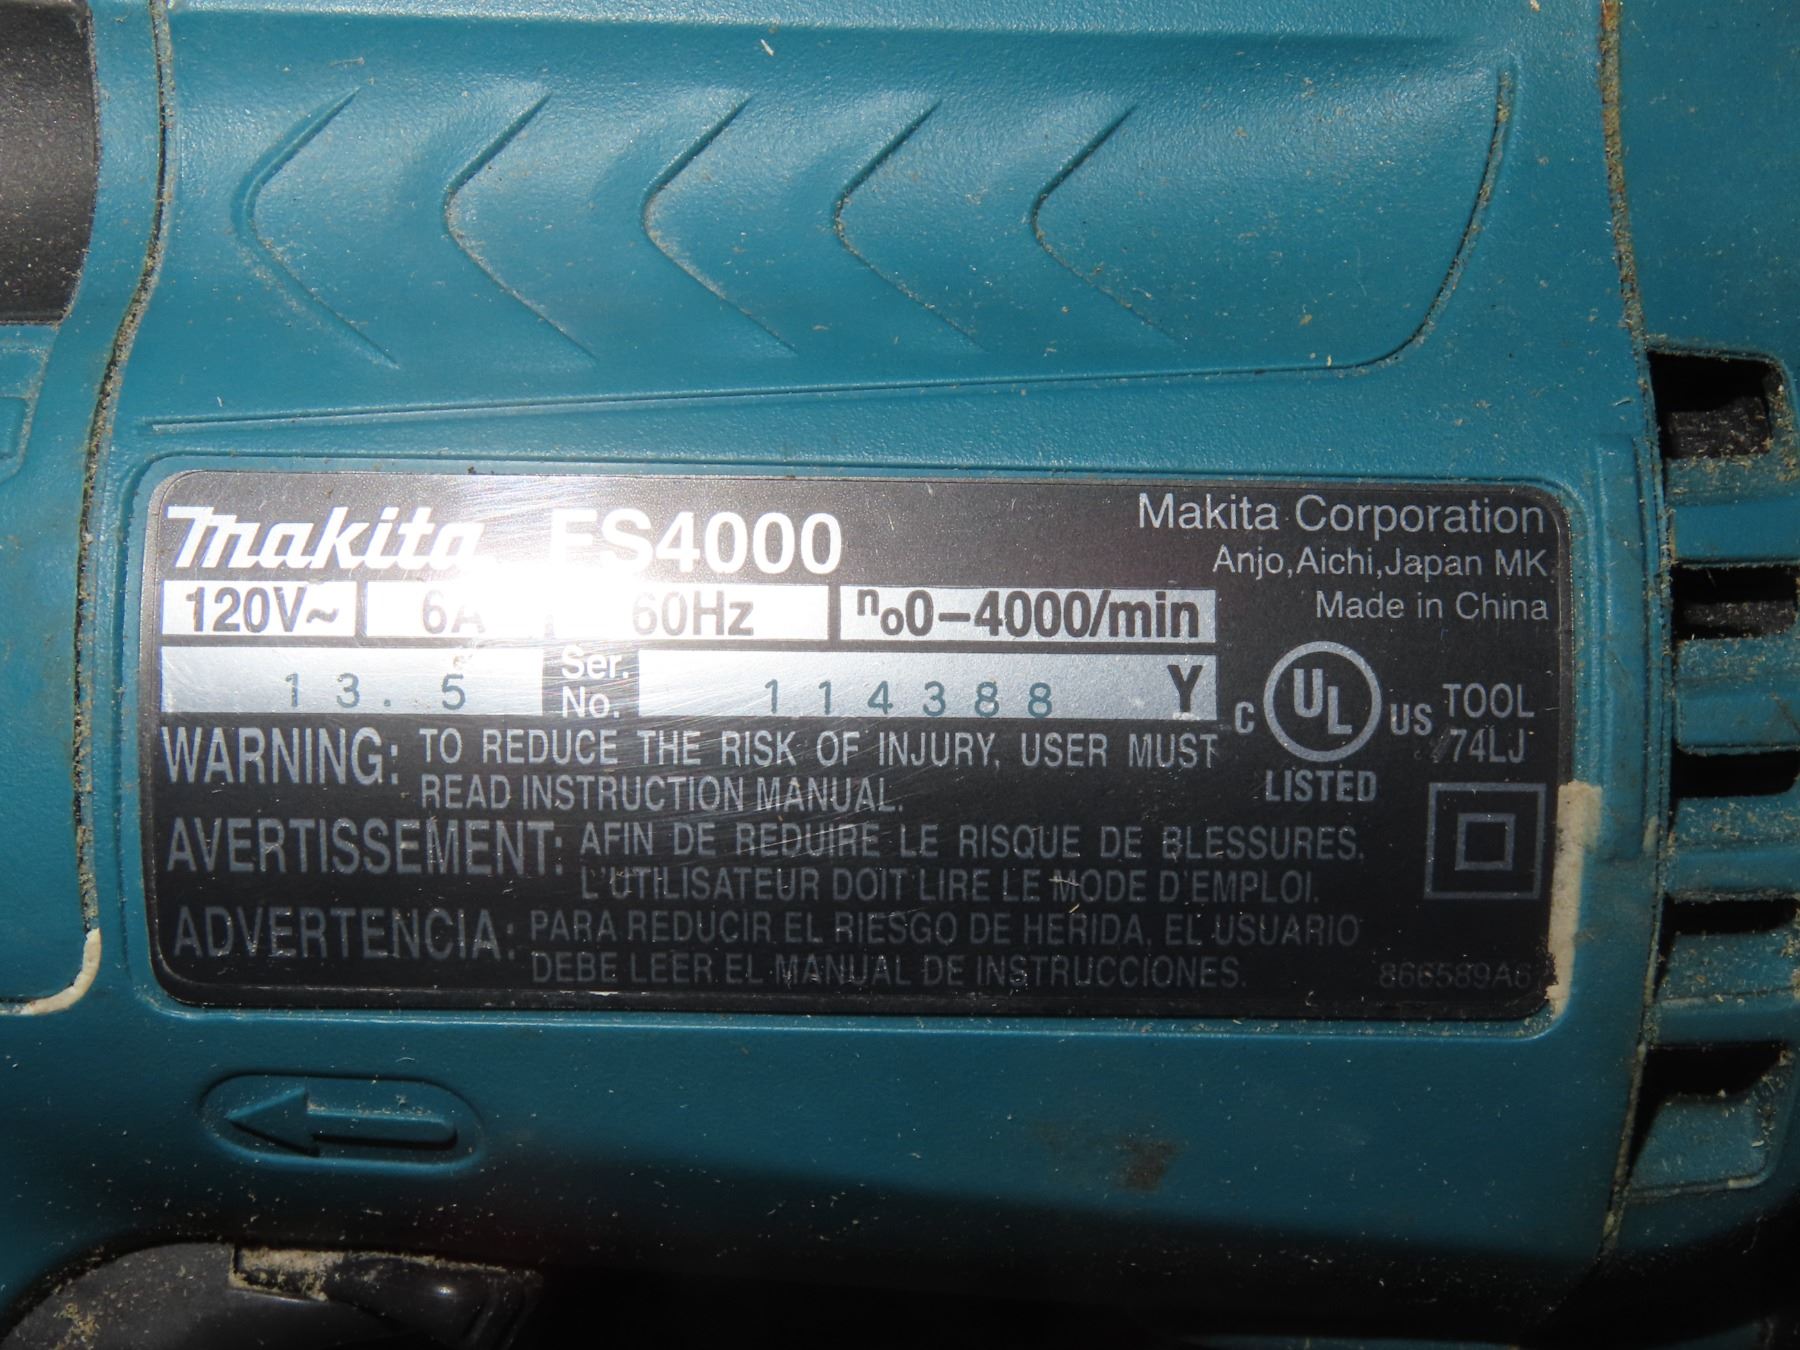 makita FS4000
Makita Corporation
Anjo,Aichi,Japan MK
Made in China
120V~ 6A 60Hz no0-4000/min
13.5 Ser. No. 114388 Y
C UL US TOOL 74LJ
LISTED
WARNING: TO REDUCE THE RISK OF INJURY, USER MUST
READ INSTRUCTION MANUAL.
AVERTISSEMENT: AFIN DE REDUIRE LE RISQUE DE BLESSURES.
L'UTILISATEUR DOIT LIRE LE MODE D'EMPLOI.
ADVERTENCIA: PARA REDUCIR EL RIESGO DE HERIDA, EL USUARIO
DEBE LEER EL MANUAL DE INSTRUCCIONES.
866589A6